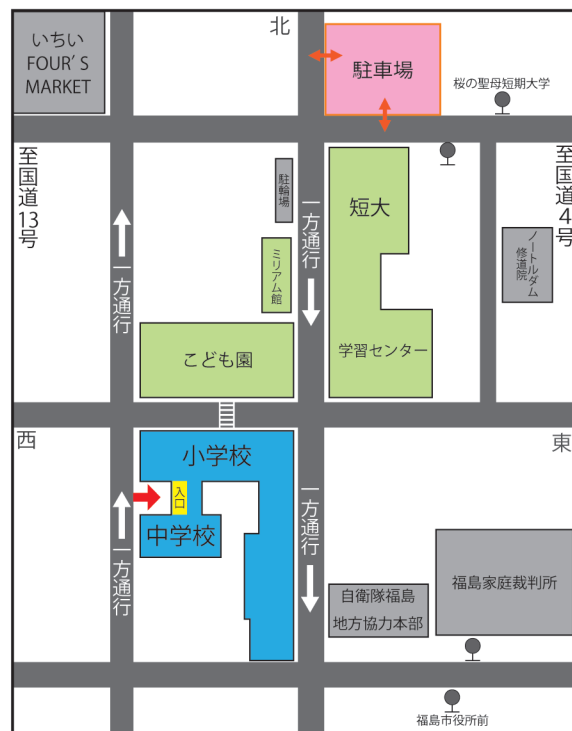 北
いちい
FOUR'S
MARKET
駐車場
桜の聖母短期大学
至国道13号
至国道4号
駐輪場
一方通行
短大
一方通行
ミリアム館
ノートルダム
修道院
こども園
学習センター
西
東
小学校
入口
中学校
一方通行
一方通行
自衛隊福島
地方協力本部
福島家庭裁判所
福島市役所前